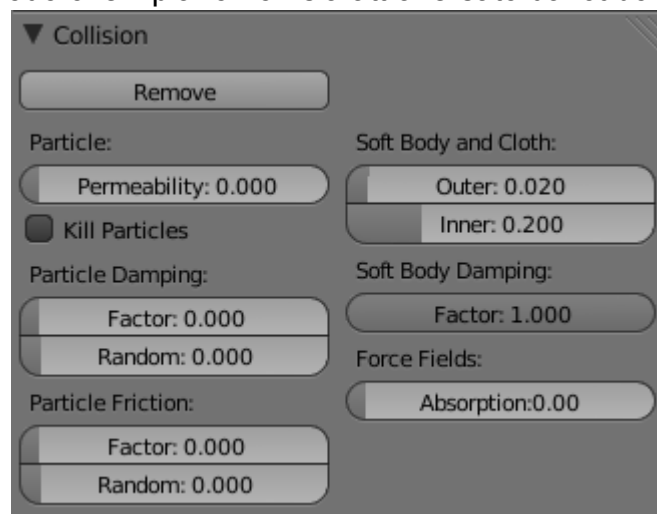 Collision
Remove
Particle:
Permeability: 0.000
Kill Particles
Particle Damping:
Factor: 0.000
Random: 0.000
Particle Friction:
Factor: 0.000
Random: 0.000
Soft Body and Cloth:
Outer: 0.020
Inner: 0.200
Soft Body Damping:
Factor: 1.000
Force Fields:
Absorption:0.00